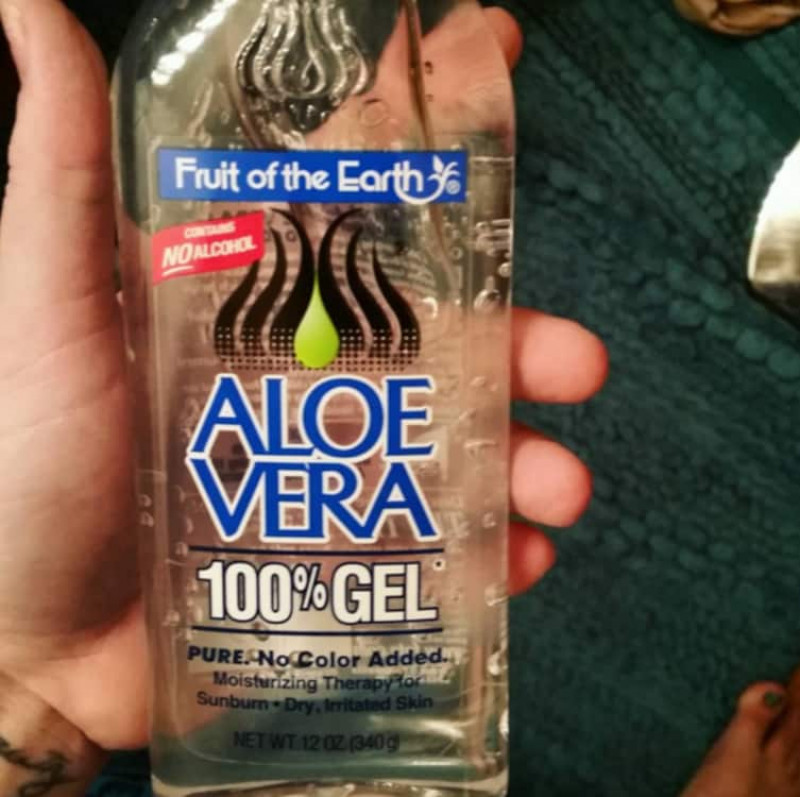 Fruit of the Earth®
CONTAINS
NO ALCOHOL
ALOE
VERA
100% GEL*
PURE. No Color Added.
Moisturizing Therapy for
Sunburn • Dry, Irritated Skin
NET WT. 12 OZ. (340g)